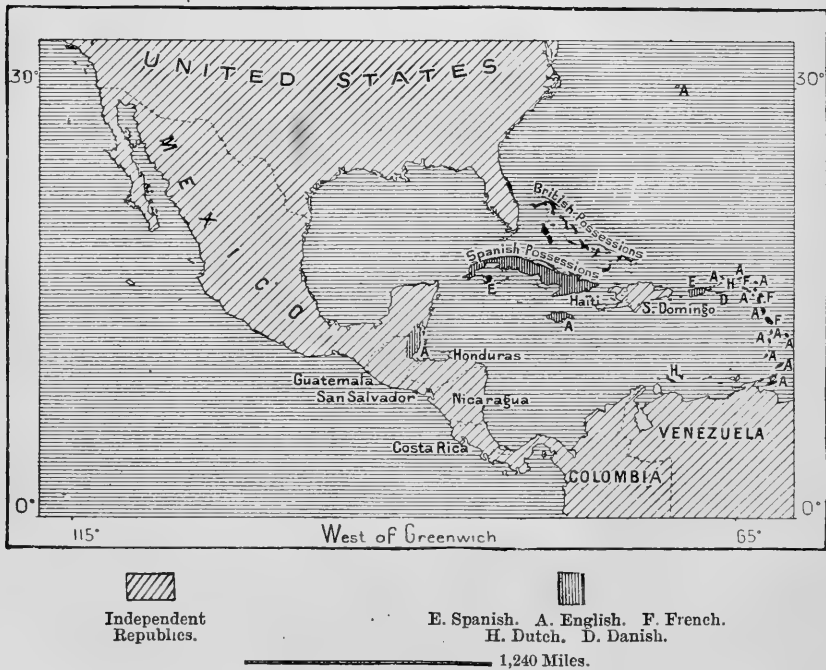 UNITED STATES
30°
30°
A
MEXICO
British Possessions
Spanish Possessions
E
Haiti
S. Domingo
E
A
H
A
F
A
D
A
F
A
F
A
A
A
A
A
A
A
Honduras
Guatemala
San Salvador
Nicaragua
H
Costa Rica
VENEZUELA
COLOMBIA
0°
0°
115°
West of Greenwich
65°
Independent
Republics.
E. Spanish. A. English. F. French.
H. Dutch. D. Danish.
1,240 Miles.